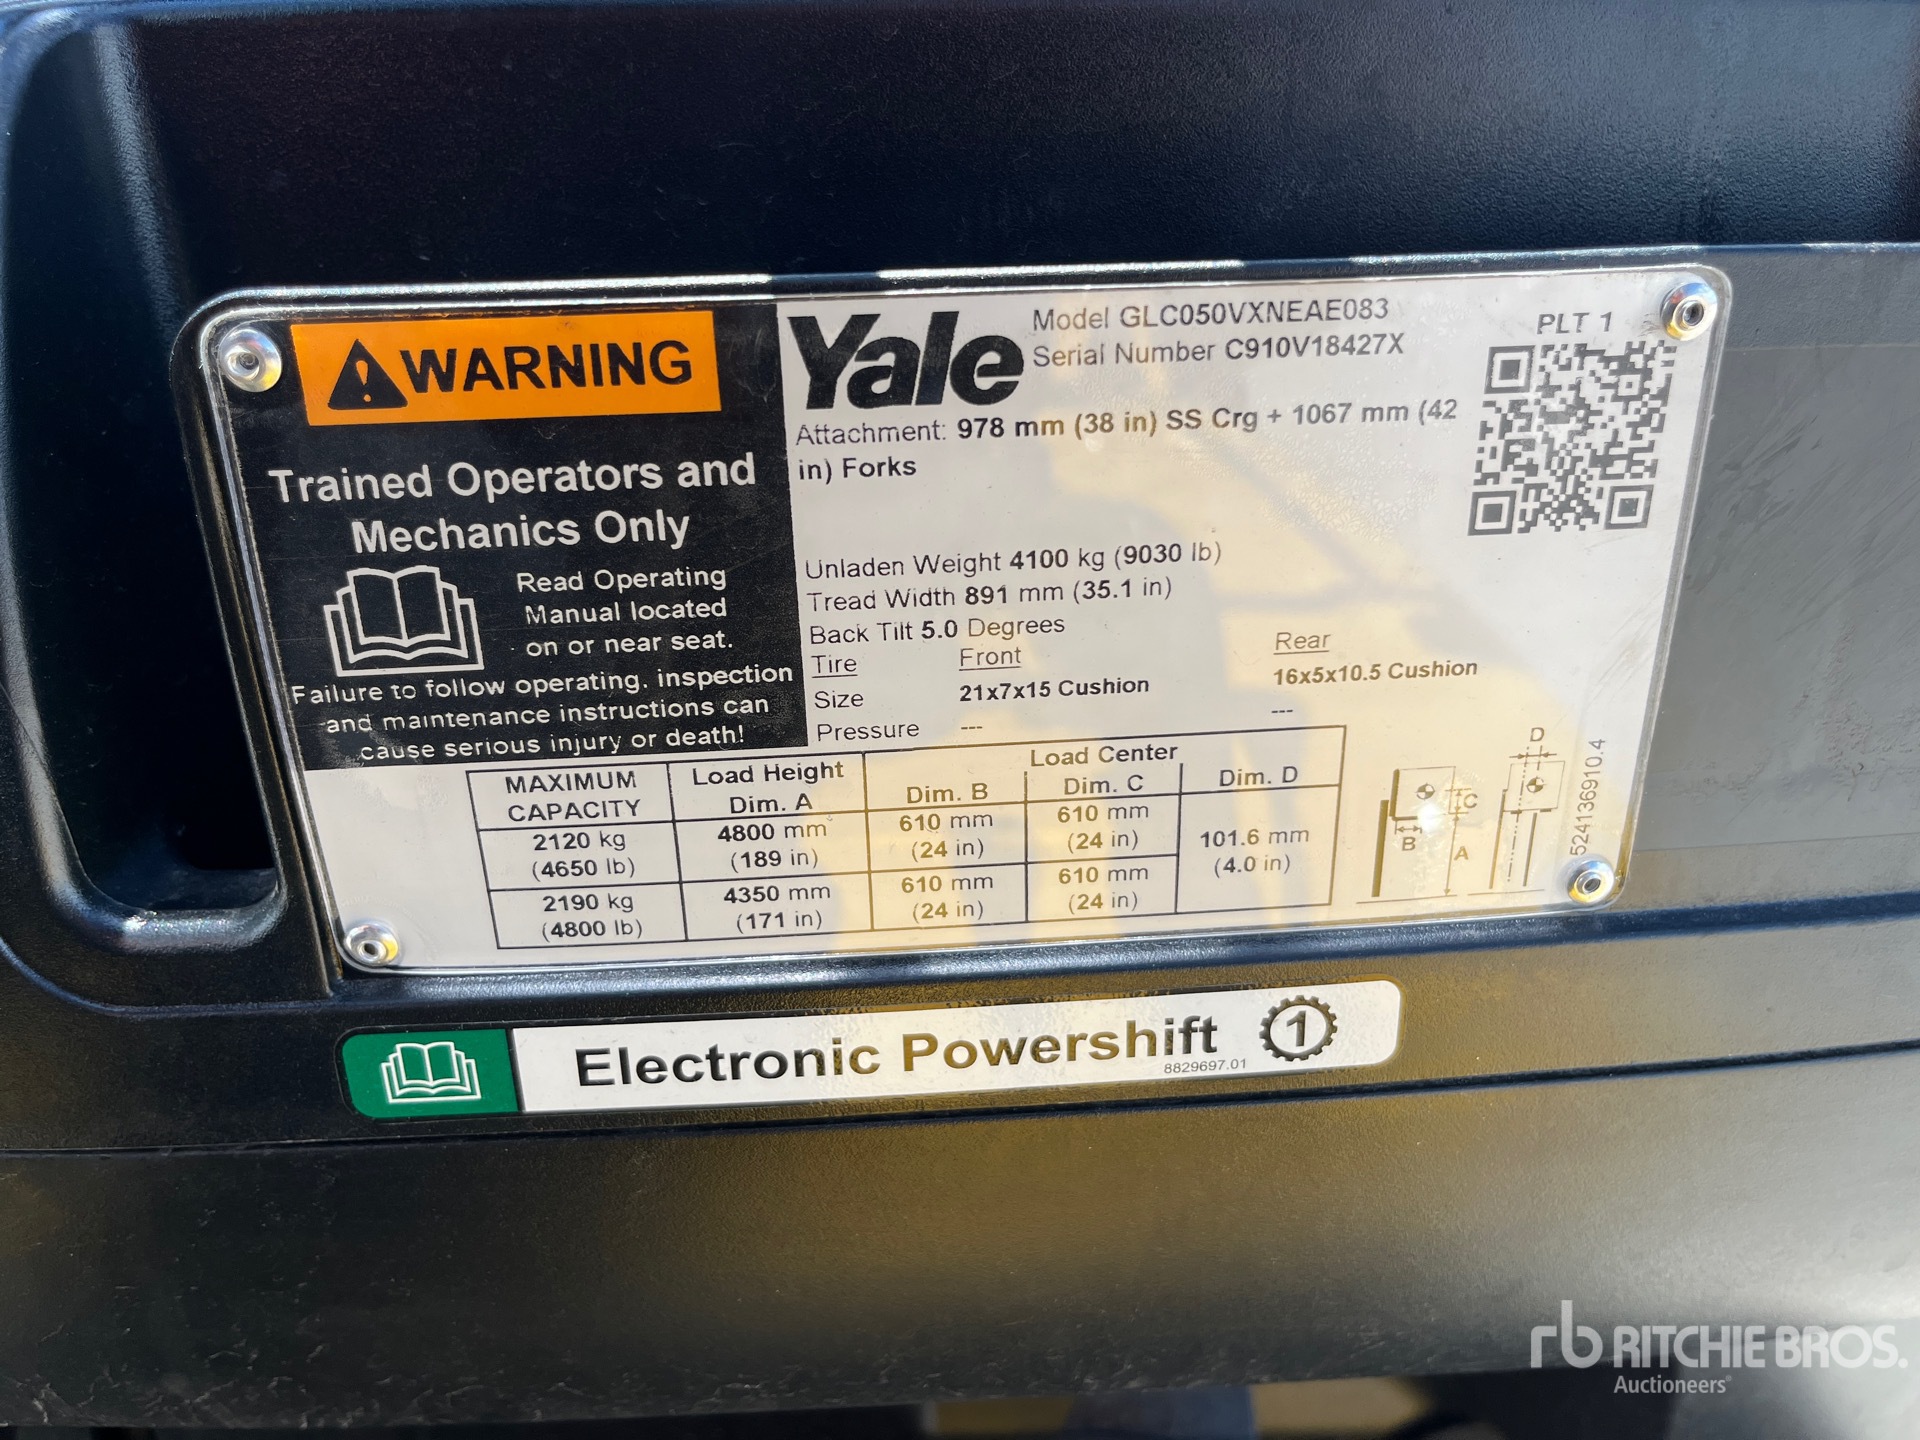 WARNING
Trained Operators and
Mechanics Only
Read Operating
Manual located
on or near seat.
Failure to follow operating, inspection
and maintenance instructions can
cause serious injury or death!
Yale
Model GLC050VXNEAE083
Serial Number C910V18427X
PLT 1
Attachment: 978 mm (38 in) SS Crg + 1067 mm (42
in) Forks
Unladen Weight 4100 kg (9030 lb)
Tread Width 891 mm (35.1 in)
Back Tilt 5.0 Degrees
Tire Front Rear
Size 21x7x15 Cushion 16x5x10.5 Cushion
Pressure --- ---
MAXIMUM CAPACITY Load Height Dim. A Load Center Dim. B Dim. C Dim. D
2120 kg (4650 lb) 4800 mm (189 in) 610 mm (24 in) 610 mm (24 in) 101.6 mm (4.0 in)
2190 kg (4800 lb) 4350 mm (171 in) 610 mm (24 in) 610 mm (24 in)
B C A D
524136910.4
Electronic Powershift 1
8829697.01
rb RITCHIE BROS.
Auctioneers